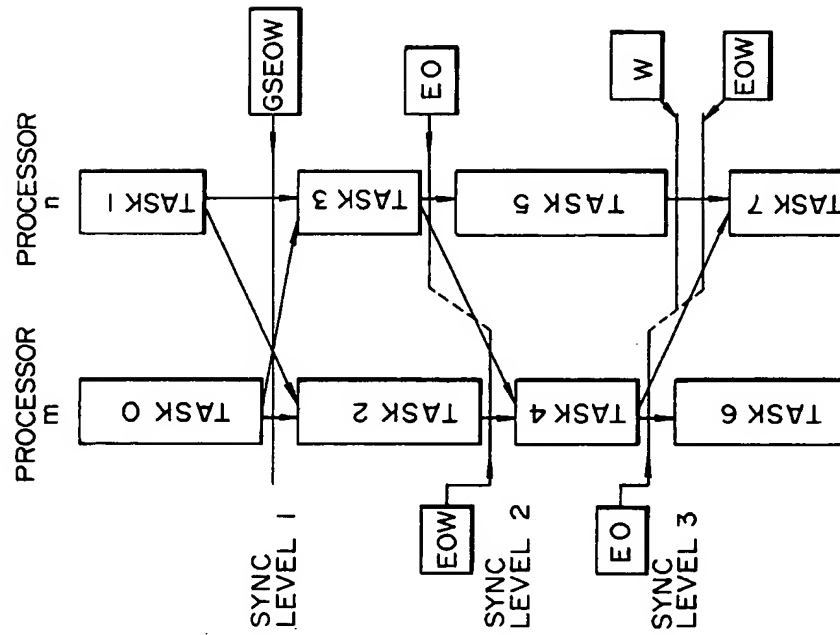 PROCESSOR
m
PROCESSOR
n
TASK 0
TASK 1
SYNC
LEVEL 1
GSEOW
TASK 2
TASK 3
EO
EOW
SYNC
LEVEL 2
TASK 4
TASK 5
EO
SYNC
LEVEL 3
W
EOW
TASK 6
TASK 7